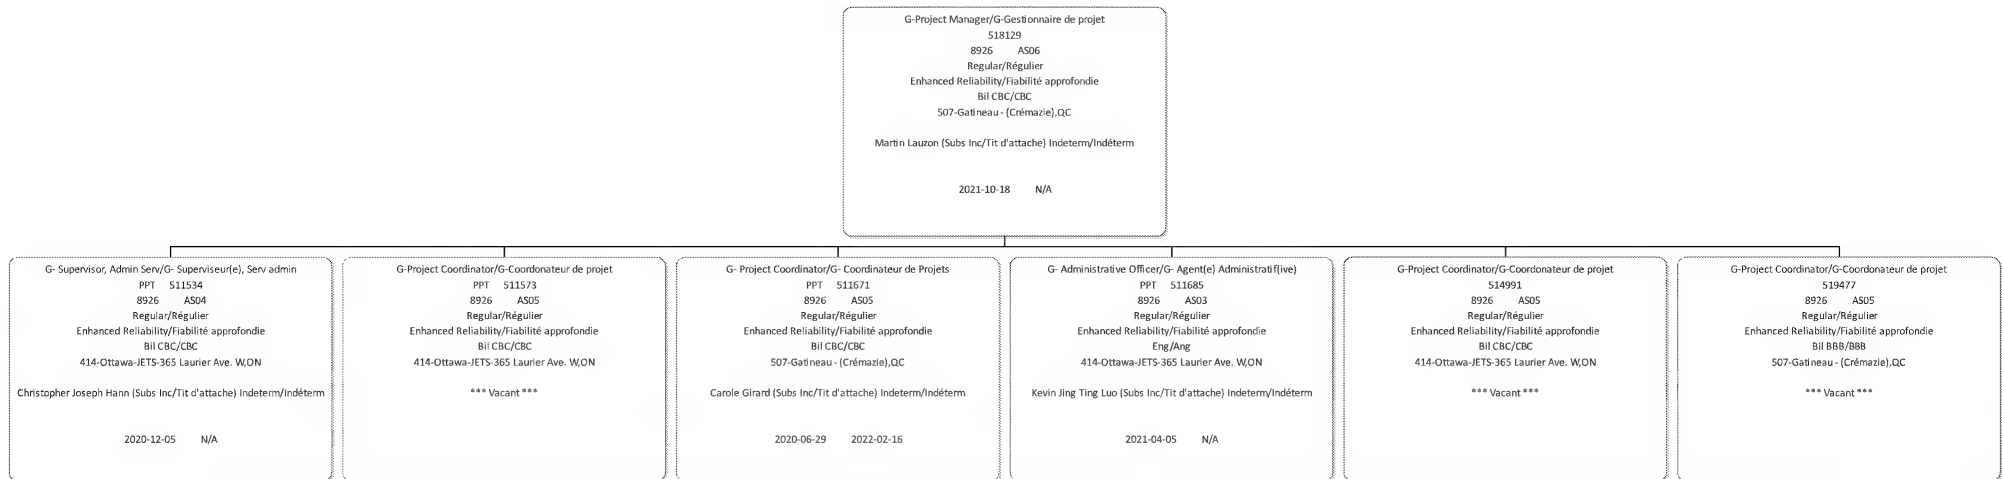 G-Project Manager/G-Gestionnaire de projet
518129
8926 AS06
Regular/Régulier
Enhanced Reliability/Fiabilité approfondie
Bil CBC/CBC
507-Gatineau - (Crémazie),QC
Martin Lauzon (Subs Inc/Tit d'attache) Indeterm/Indéterm
2021-10-18 N/A
G- Supervisor, Admin Serv/G- Superviseur(e), Serv admin
PPT 511534
8926 AS04
Regular/Régulier
Enhanced Reliability/Fiabilité approfondie
Bil CBC/CBC
414-Ottawa-JETS-365 Laurier Ave. W,ON
Christopher Joseph Hann (Subs Inc/Tit d'attache) Indeterm/Indéterm
2020-12-05 N/A
G-Project Coordinator/G-Coordonateur de projet
PPT 511573
8926 AS05
Regular/Régulier
Enhanced Reliability/Fiabilité approfondie
Bil CBC/CBC
414-Ottawa-JETS-365 Laurier Ave. W,ON
*** Vacant ***
G- Project Coordinator/G- Coordinateur de Projets
PPT 511671
8926 AS05
Regular/Régulier
Enhanced Reliability/Fiabilité approfondie
Bil CBC/CBC
507-Gatineau - (Crémazie),QC
Carole Girard (Subs Inc/Tit d'attache) Indeterm/Indéterm
2020-06-29 2022-02-16
G- Administrative Officer/G- Agent(e) Administratif(ive)
PPT 511685
8926 AS03
Regular/Régulier
Enhanced Reliability/Fiabilité approfondie
Eng/Ang
414-Ottawa-JETS-365 Laurier Ave. W,ON
Kevin Jing Ting Luo (Subs Inc/Tit d'attache) Indeterm/Indéterm
2021-04-05 N/A
G-Project Coordinator/G-Coordonateur de projet
514991
8926 AS05
Regular/Régulier
Enhanced Reliability/Fiabilité approfondie
Bil CBC/CBC
414-Ottawa-JETS-365 Laurier Ave. W,ON
*** Vacant ***
G-Project Coordinator/G-Coordonateur de projet
519477
8926 AS05
Regular/Régulier
Enhanced Reliability/Fiabilité approfondie
Bil BBB/BBB
507-Gatineau - (Crémazie),QC
*** Vacant ***